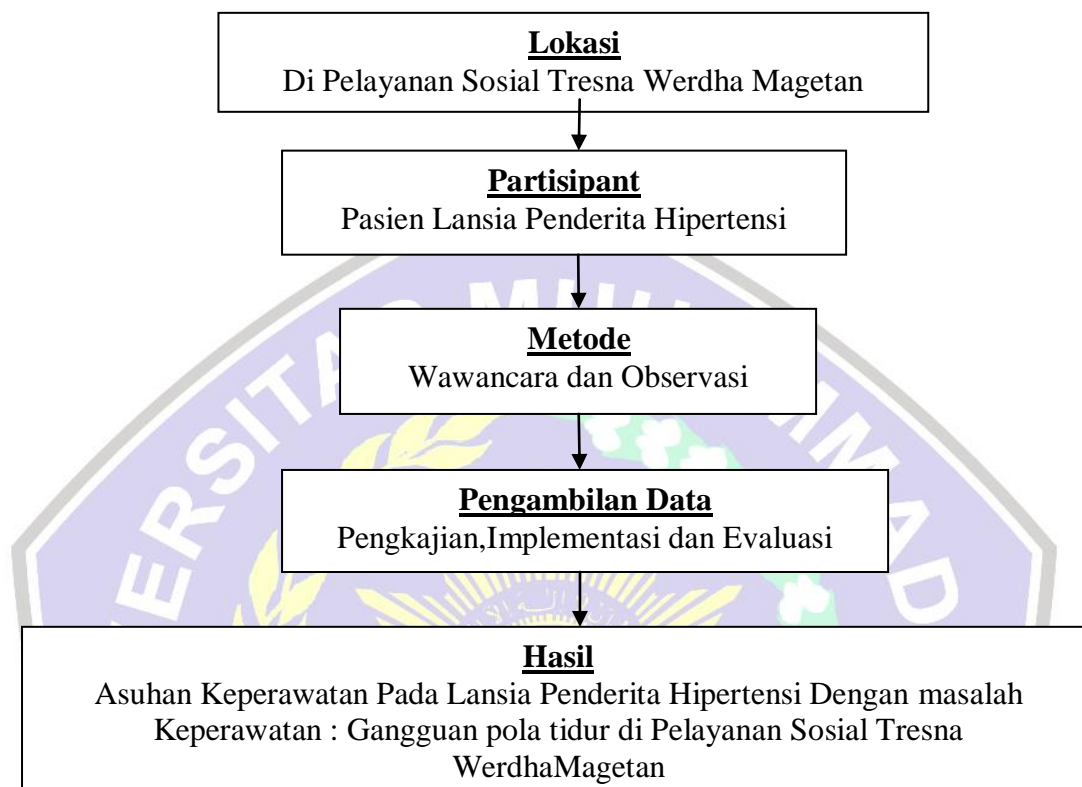 Lokasi
Di Pelayanan Sosial Tresna Werdha Magetan
Partisipant
Pasien Lansia Penderita Hipertensi
Metode
Wawancara dan Observasi
Pengambilan Data
Pengkajian,Implementasi dan Evaluasi
Hasil
Asuhan Keperawatan Pada Lansia Penderita Hipertensi Dengan masalah
Keperawatan : Gangguan pola tidur di Pelayanan Sosial Tresna
WerdhaMagetan